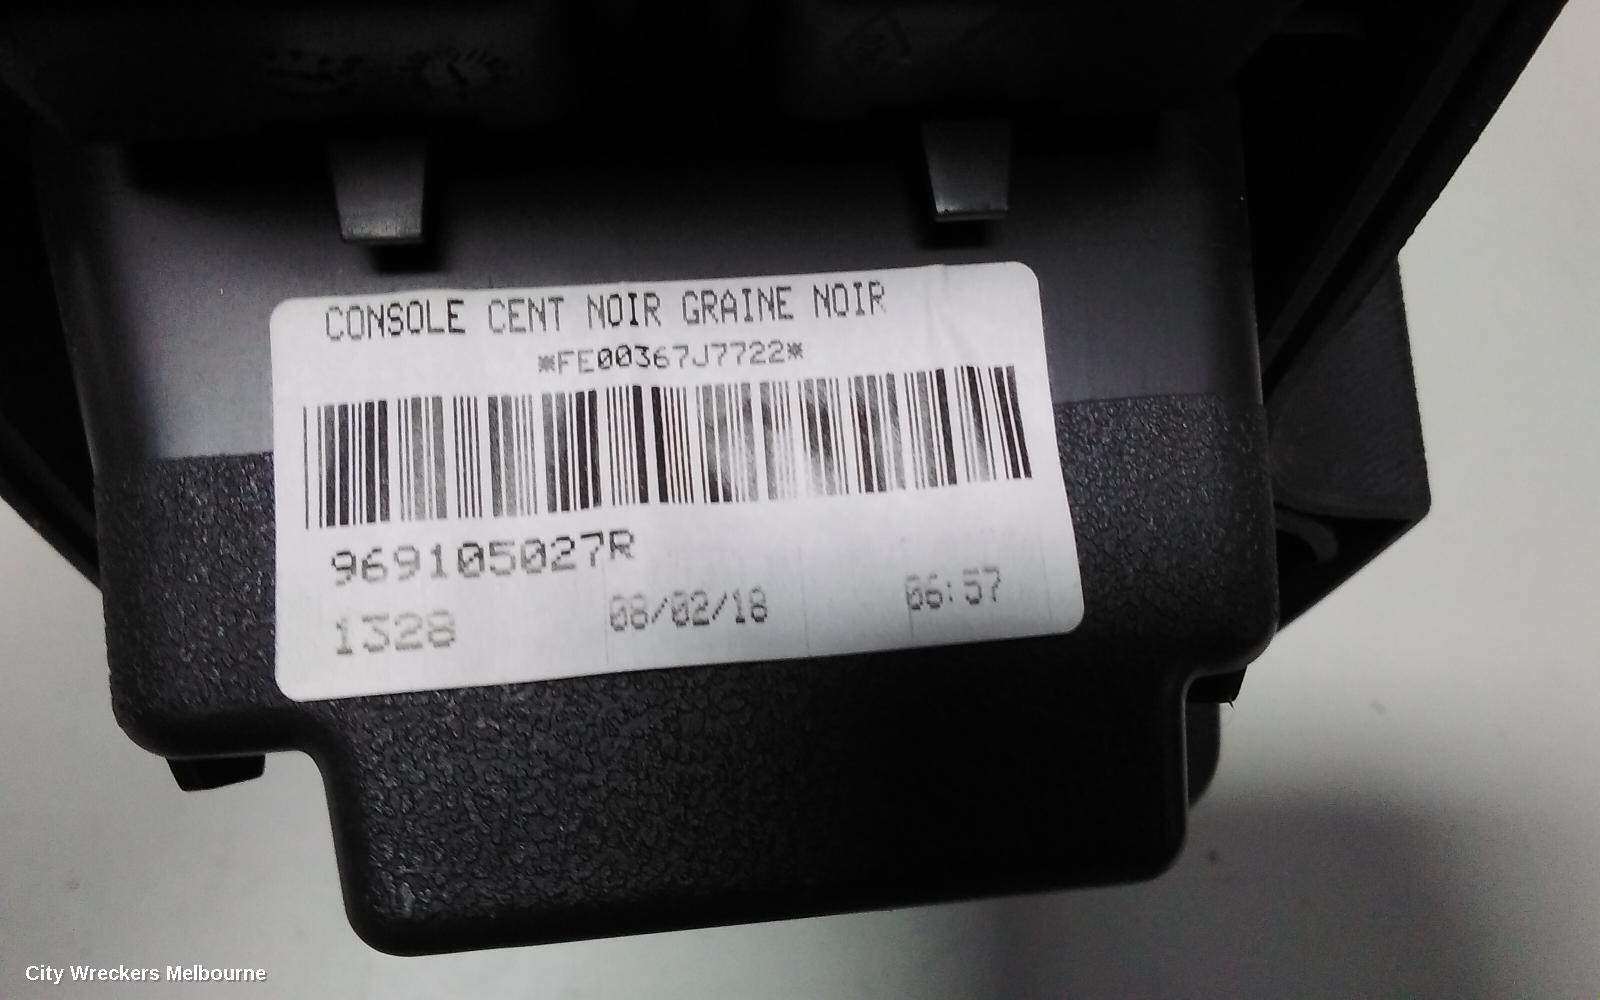 CONSOLE CENT NOIR GRAINE NOIR
*FE00367J7722*
969105027R
1328 08/02/18 06:57
City Wreckers Melbourne